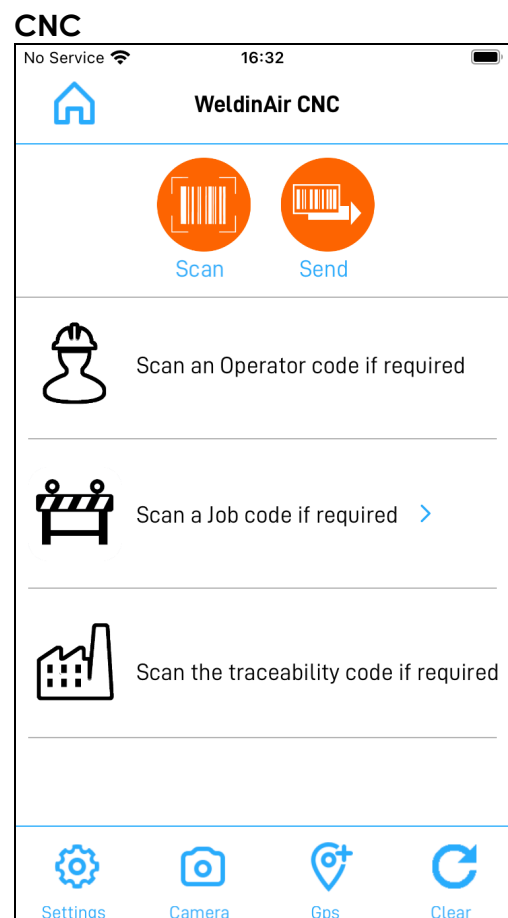 CNC
No Service 16:32
WeldinAir CNC
Scan Send
Scan an Operator code if required
Scan a Job code if required
Scan the traceability code if required
Settings Camera Gps Clear